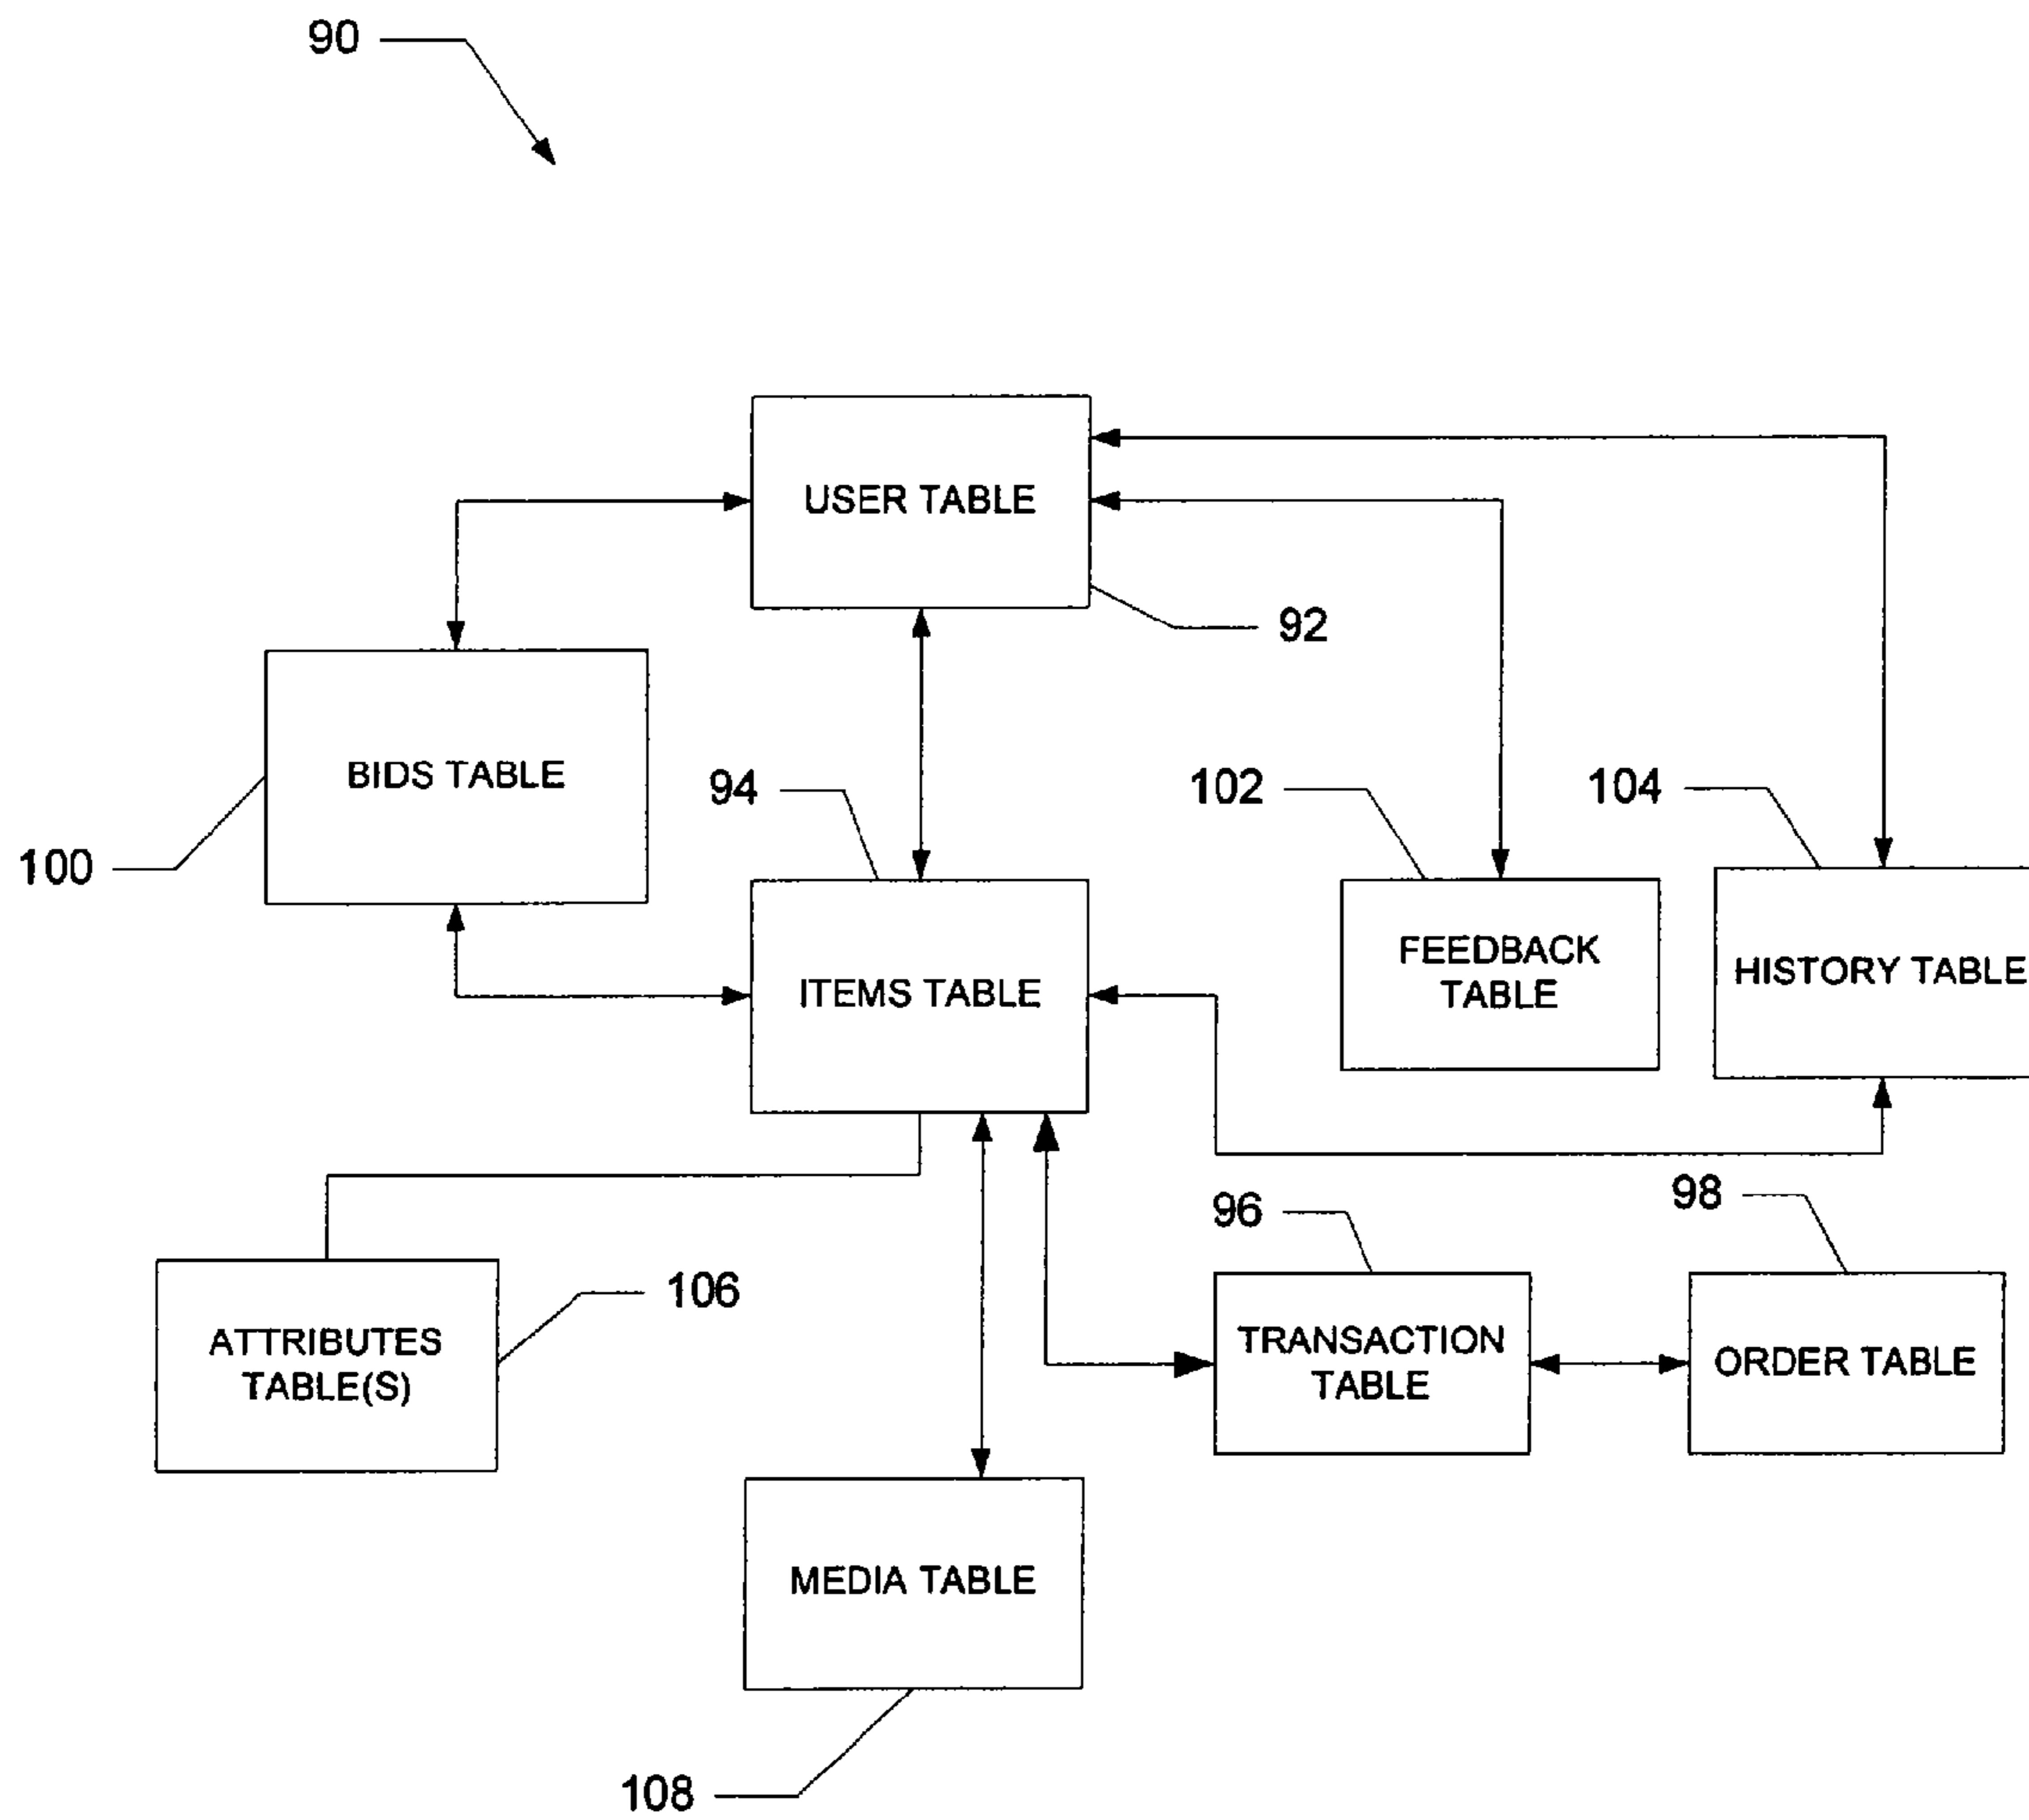 90
USER TABLE
92
BIDS TABLE
100
94
102
104
ITEMS TABLE
FEEDBACK
TABLE
HISTORY TABLE
96
98
106
ATTRIBUTES
TABLE(S)
TRANSACTION
TABLE
ORDER TABLE
MEDIA TABLE
108